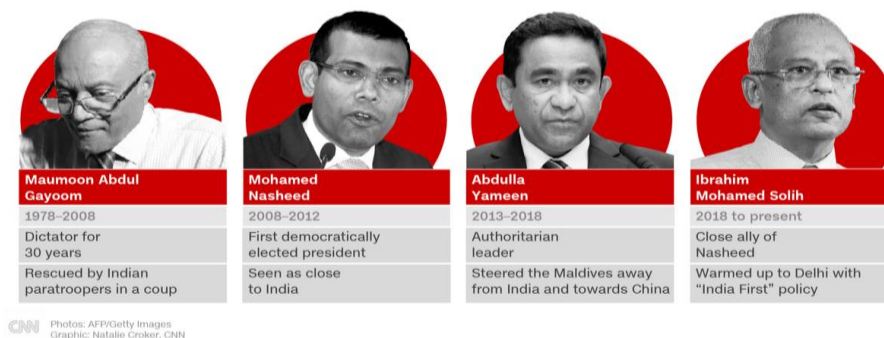 Maumoon Abdul
Gayoom
1978–2008
Dictator for
30 years
Rescued by Indian
paratroopers in a coup
Mohamed
Nasheed
2008–2012
First democratically
elected president
Seen as close
to India
Abdulla
Yameen
2013–2018
Authoritarian
leader
Steered the Maldives away
from India and towards China
Ibrahim
Mohamed Solih
2018 to present
Close ally of
Nasheed
Warmed up to Delhi with
“India First” policy
CNN
Photos: AFP/Getty Images
Graphic: Natalie Croker, CNN